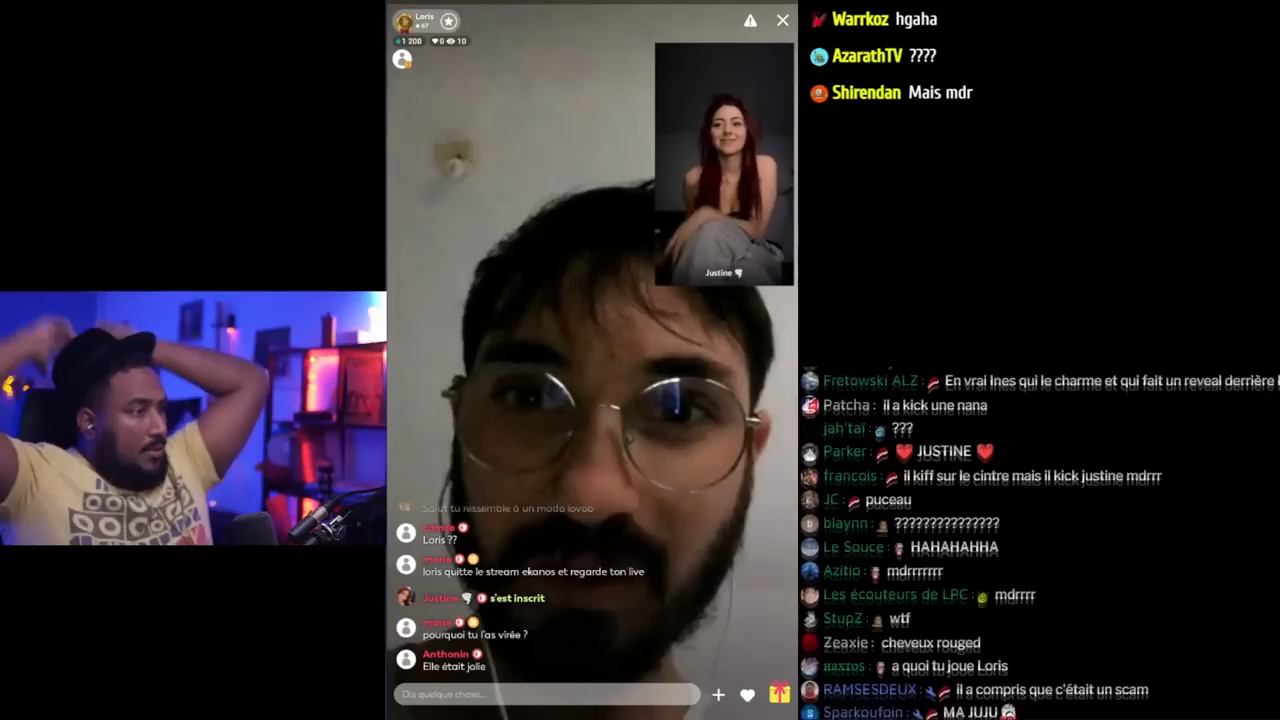 Loris
★ 67
1 200
0
10
Justine
Salut tu ressemble à un modo lovoo
camile
Loris ??
marie
loris quitte le stream ekanos et regarde ton live
Justine s'est inscrit
marie
pourquoi tu l'as virée ?
Anthonin
Elle était jolie
Dis quelque chose...
Warrkoz hgaha
AzarathTV ????
Shirendan Mais mdr
Fretowski ALZ : En vrai Ines qui le charme et qui fait un reveal derrière
Patcha : il a kick une nana
jah'taï : ???
Parker : ❤ JUSTINE ❤
françois : il kiff sur le cintre mais il kick justine mdrrr
JC : puceau
blaynn : ???????????????
Le Souce : HAHAHAHHA
Azitio : mdrrrrrrr
Les écouteurs de LPC : mdrrrr
StupZ : wtf
Zeaxie : cheveux rouged
naxros : a quoi tu joue Loris
RAMSESDEUX : il a compris que c'était un scam
Sparkoufoin : MA JUJU